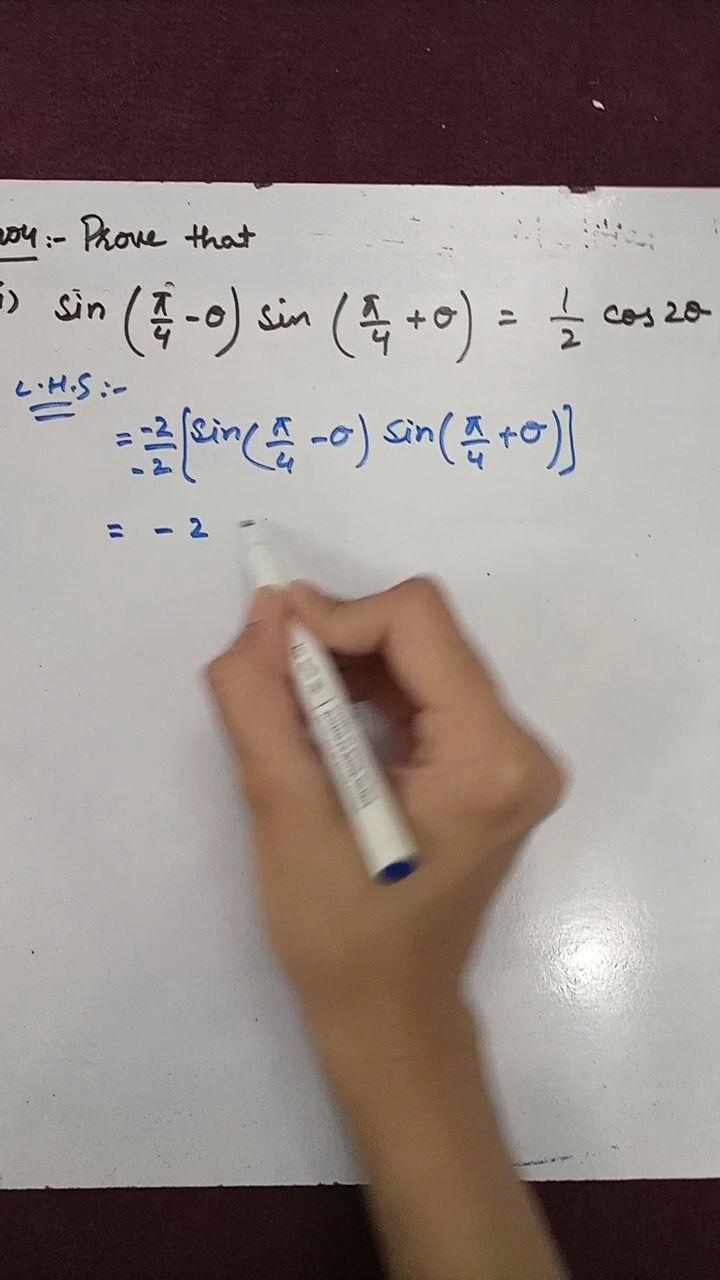 :- Prove that
i) sin (π/4 - θ) sin (π/4 + θ) = 1/2 cos 2θ
L.H.S :-
= -2/-2 [sin(π/4 - θ) sin(π/4 + θ)]
= - 2